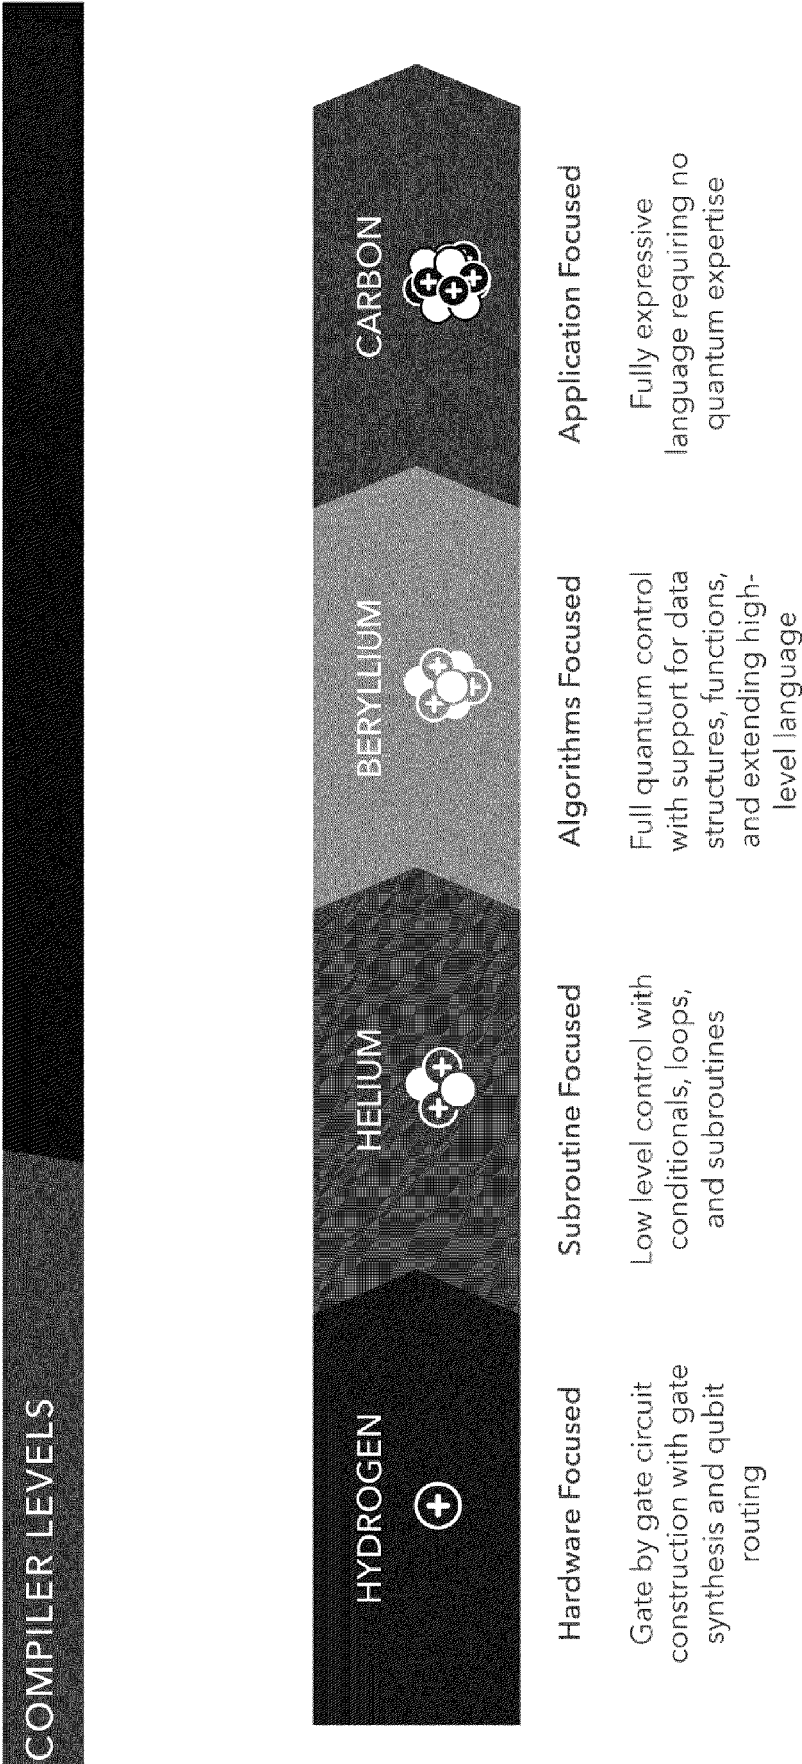 COMPILER LEVELS
HYDROGEN
Hardware Focused
Gate by gate circuit
construction with gate
synthesis and qubit
routing
HELIUM
Subroutine Focused
Low level control with
conditionals, loops,
and subroutines
BERYLLIUM
Algorithms Focused
Full quantum control
with support for data
structures, functions,
and extending high-
level language
CARBON
Application Focused
Fully expressive
language requiring no
quantum expertise